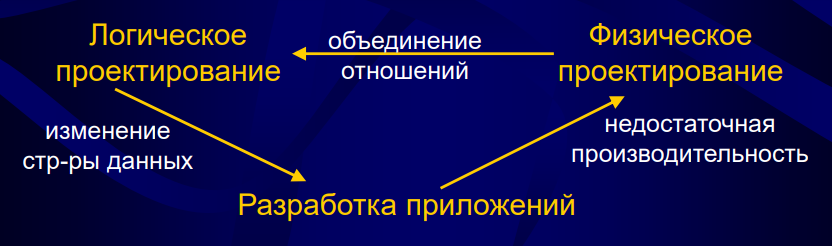 Логическое
проектирование
объединение
отношений
Физическое
проектирование
изменение
стр-ры данных
недостаточная
производительность
Разработка приложений